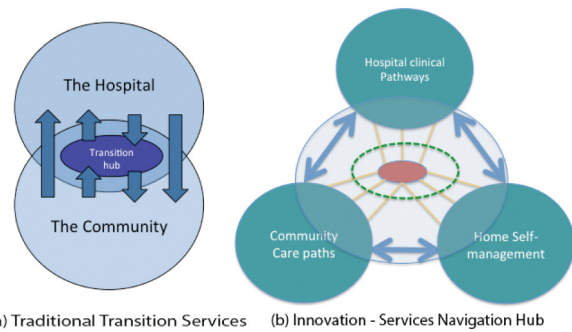 The Hospital
Transition
hub
The Community
) Traditional Transition Services
Hospital clinical
Pathways
Community
Care paths
Home Self-
management
(b) Innovation - Services Navigation Hub